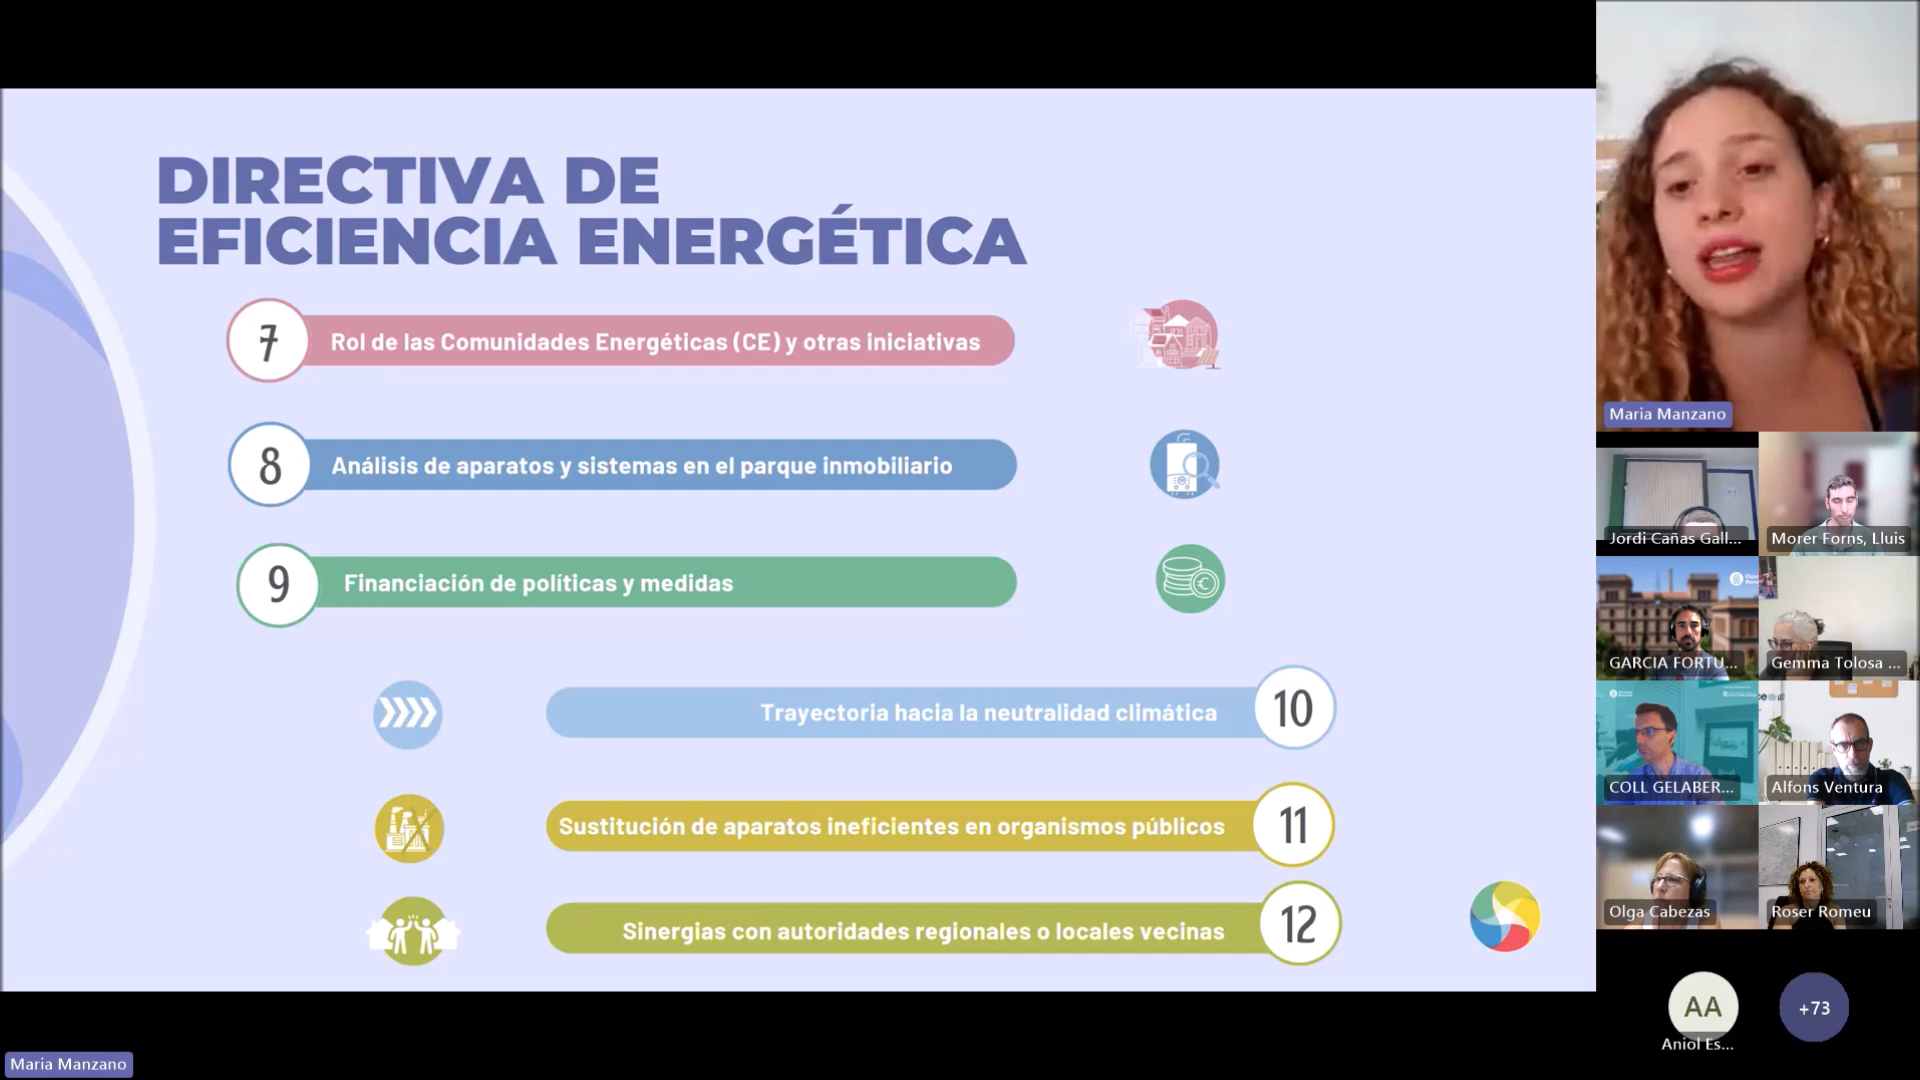 DIRECTIVA DE
EFICIENCIA ENERGÉTICA
7
Rol de las Comunidades Energéticas (CE) y otras iniciativas
8
Análisis de aparatos y sistemas en el parque inmobiliario
9
Financiación de políticas y medidas
Trayectoria hacia la neutralidad climática
10
Sustitución de aparatos ineficientes en organismos públicos
11
Sinergias con autoridades regionales o locales vecinas
12
Maria Manzano
Jordi Cañas Gall...
Morer Forns, Lluis
GARCIA FORTU...
Gemma Tolosa ...
COLL GELABER...
Alfons Ventura
Olga Cabezas
Roser Romeu
AA
+73
Aniol Es...
Maria Manzano